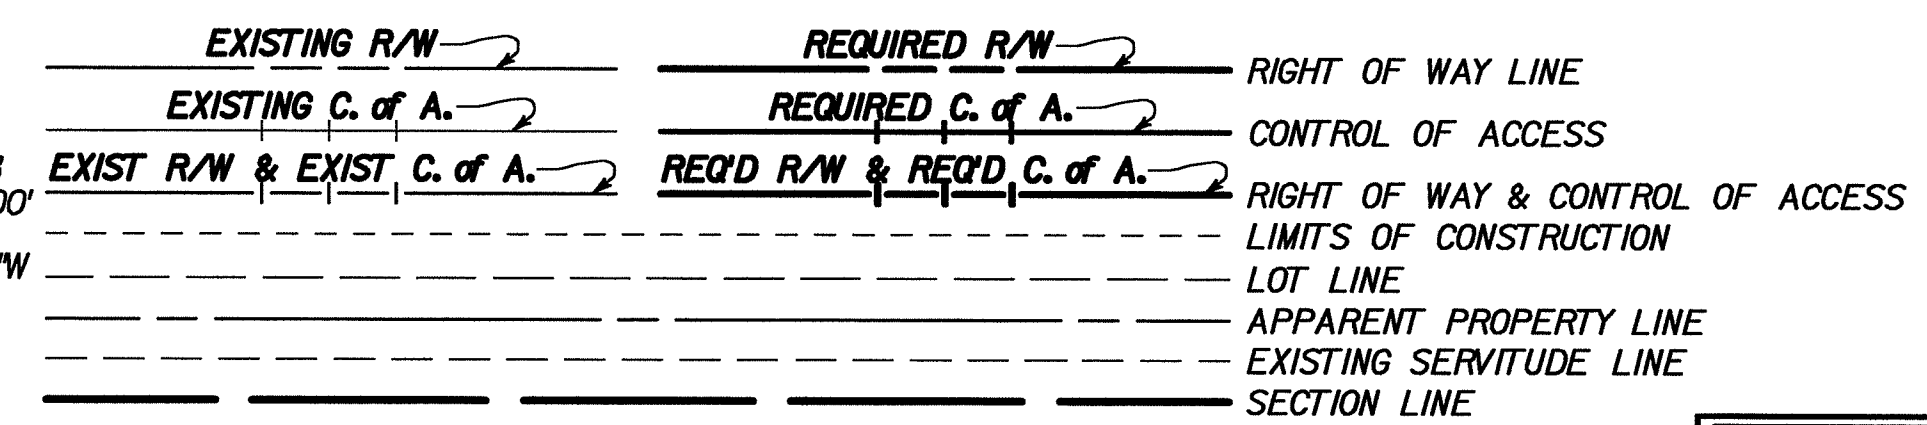 EXISTING R/W REQUIRED R/W
RIGHT OF WAY LINE
EXISTING C. of A. REQUIRED C. of A.
CONTROL OF ACCESS
EXIST R/W & EXIST C. of A. REQ'D R/W & REQ'D C. of A.
RIGHT OF WAY & CONTROL OF ACCESS
00'
LIMITS OF CONSTRUCTION
"W
LOT LINE
APPARENT PROPERTY LINE
EXISTING SERVITUDE LINE
SECTION LINE